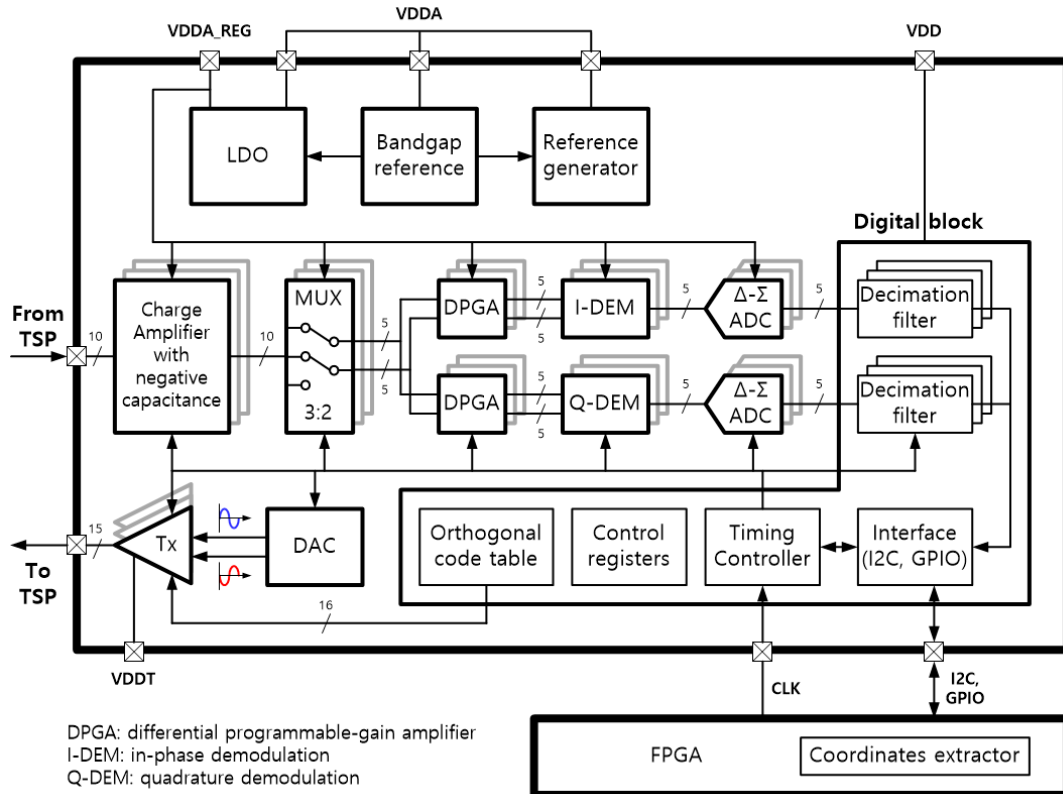 VDDA_REG
VDDA
VDD
LDO
Bandgap
reference
Reference
generator
Digital block
From
TSP
10
Charge
Amplifier
with
negative
capacitance
10
MUX
3:2
5
5
DPGA
5
5
I-DEM
5
Δ-Σ
ADC
5
Decimation
filter
DPGA
5
5
Q-DEM
5
Δ-Σ
ADC
5
Decimation
filter
To
TSP
15
Tx
DAC
16
Orthogonal
code table
Control
registers
Timing
Controller
Interface
(I2C, GPIO)
VDDT
CLK
I2C,
GPIO
DPGA: differential programmable-gain amplifier
I-DEM: in-phase demodulation
Q-DEM: quadrature demodulation
FPGA
Coordinates extractor